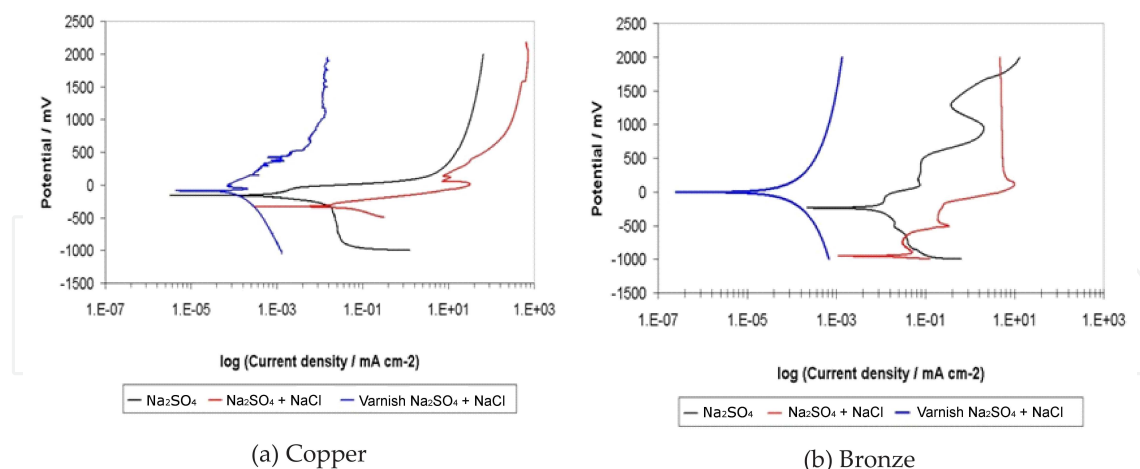 2500
2000
1500
1000
500
0
-500
-1000
-1500
Potential / mV
1.E-07 1.E-05 1.E-03 1.E-01 1.E+01 1.E+03
log (Current density / mA cm-2)
Na₂SO₄ Na₂SO₄ + NaCl Varnish Na₂SO₄ + NaCl
(a) Copper
2500
2000
1500
1000
500
0
-500
-1000
-1500
Potential / mV
1.E-07 1.E-05 1.E-03 1.E-01 1.E+01 1.E+03
log (Current density / mA cm-2)
Na₂SO₄ Na₂SO₄ + NaCl Varnish Na₂SO₄ + NaCl
(b) Bronze